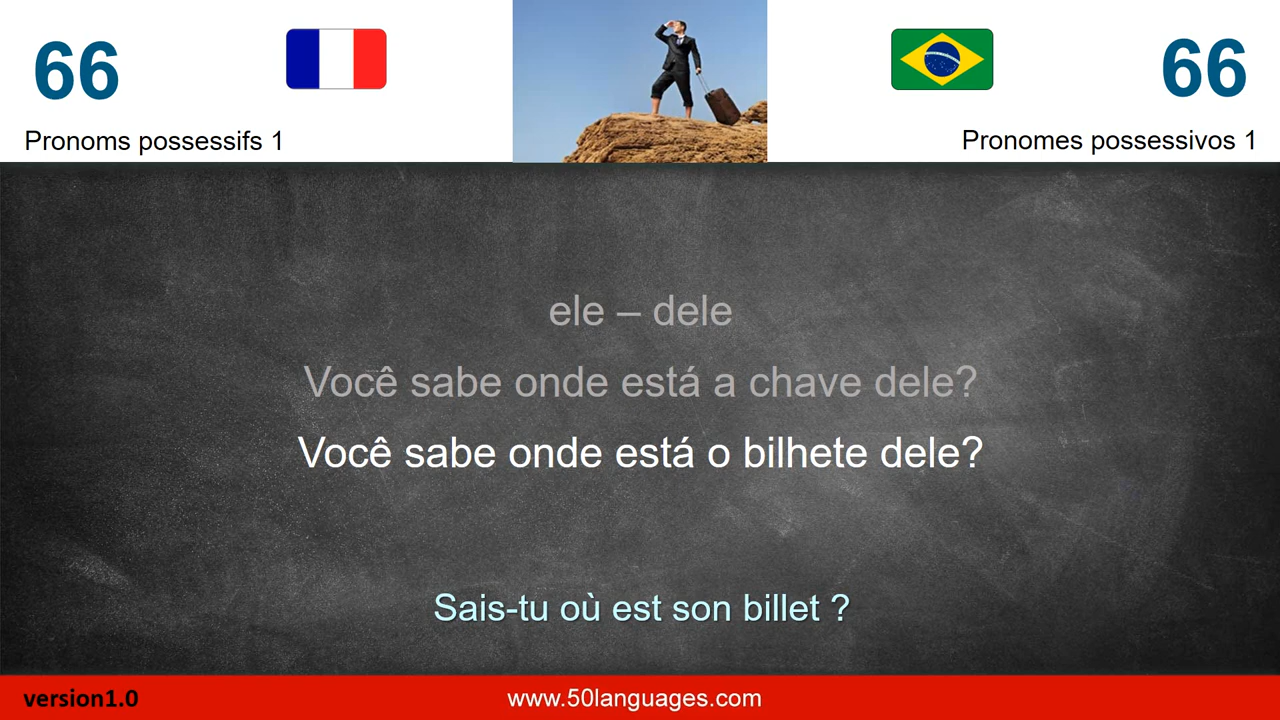 66
66
Pronoms possessifs 1
Pronomes possessivos 1
ele – dele
Você sabe onde está a chave dele?
Você sabe onde está o bilhete dele?
Sais-tu où est son billet ?
version1.0
www.50languages.com